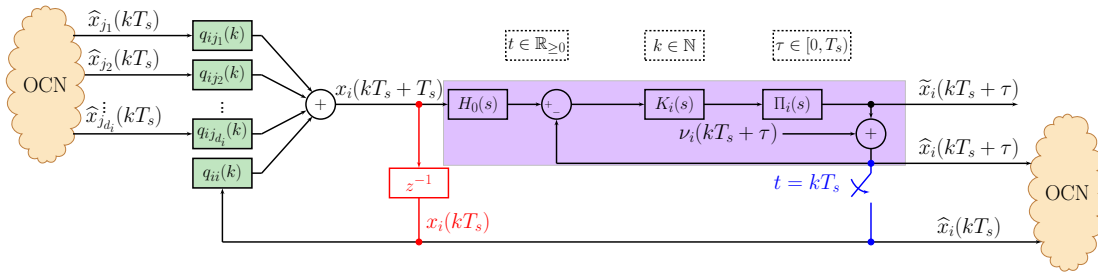 OCN
x̂_{j_1}(kT_s)
x̂_{j_2}(kT_s)
⋮
x̂_{j_{d_i}}(kT_s)
q_{ij_1}(k)
q_{ij_2}(k)
⋮
q_{ij_{d_i}}(k)
q_{ii}(k)
+
x_i(kT_s + T_s)
z^{-1}
x_i(kT_s)
t ∈ ℝ_{≥0}
k ∈ ℕ
τ ∈ [0, T_s)
H_0(s)
+
−
K_i(s)
Π_i(s)
ν_i(kT_s + τ)
+
t = kT_s
x̃_i(kT_s + τ)
x̂_i(kT_s + τ)
x̂_i(kT_s)
OCN